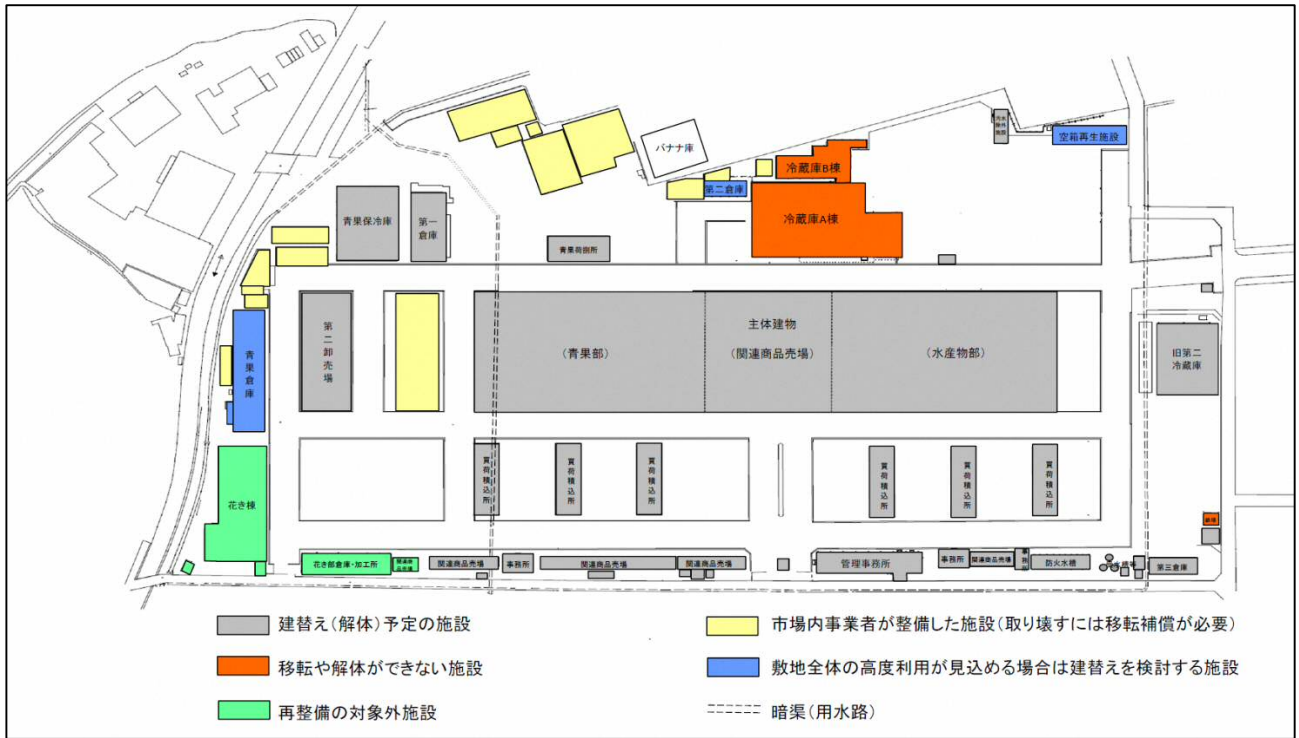 空箱再生施設
バナナ庫
冷蔵庫B棟
第二倉庫
冷蔵庫A棟
青果保冷庫
第一倉庫
青果荷捌所
第二卸売場
(青果部)
主体建物
(関連商品売場)
(水産物部)
旧第二
冷蔵庫
青果倉庫
買荷積込所
買荷積込所
買荷積込所
買荷積込所
買荷積込所
買荷積込所
花き棟
花き部倉庫・加工所
関連商品売場
関連商品売場
事務所
関連商品売場
関連商品売場
管理事務所
事務所
関連商品売場
事務所
防火水槽
第三倉庫
建替え(解体)予定の施設
市場内事業者が整備した施設(取り壊すには移転補償が必要)
移転や解体ができない施設
敷地全体の高度利用が見込める場合は建替えを検討する施設
再整備の対象外施設
暗渠(用水路)